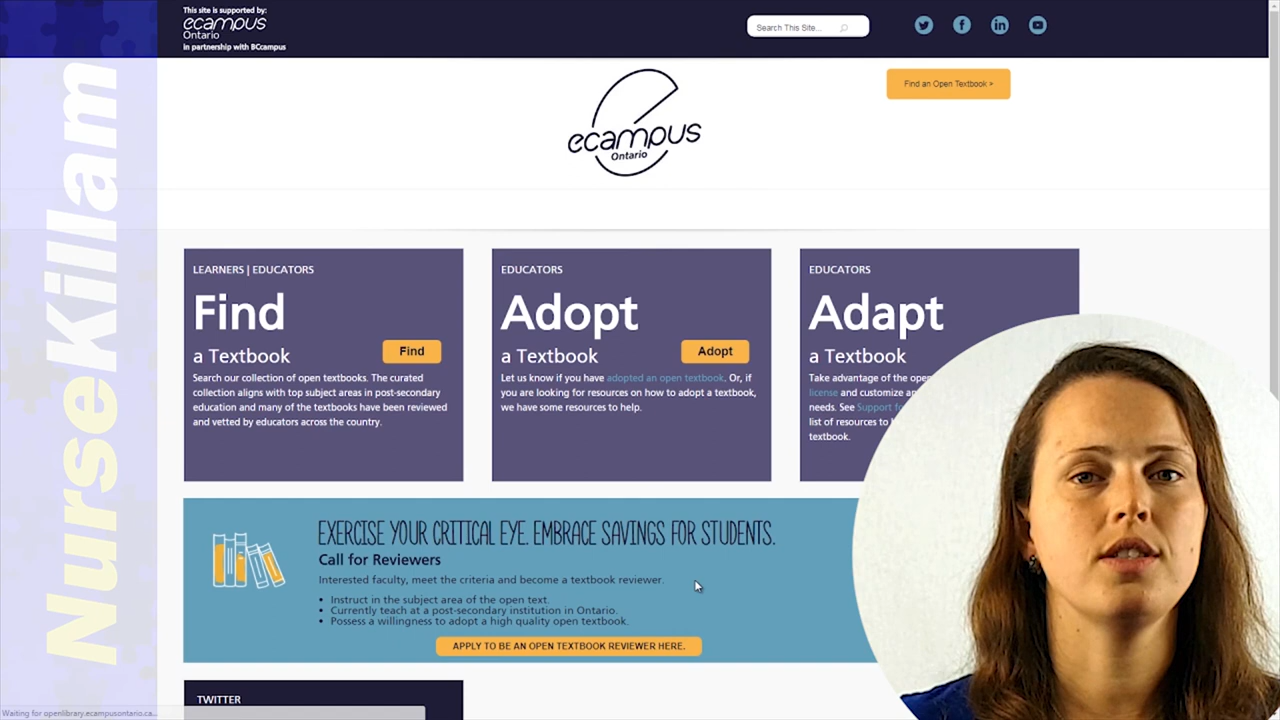 NurseKillam
This site is supported by:
ecampus
Ontario
in partnership with BCcampus
Search This Site...
Find an Open Textbook >
ecampus
Ontario
LEARNERS | EDUCATORS
Find
a Textbook
Find
Search our collection of open textbooks. The curated
collection aligns with top subject areas in post-secondary
education and many of the textbooks have been reviewed
and vetted by educators across the country.
EDUCATORS
Adopt
a Textbook
Adopt
Let us know if you have adopted an open textbook. Or, if
you are looking for resources on how to adopt a textbook,
we have some resources to help.
EDUCATORS
Adapt
a Textbook
Take advantage of the open
license and customize
needs. See Support
list of resources to
textbook.
EXERCISE YOUR CRITICAL EYE. EMBRACE SAVINGS FOR STUDENTS.
Call for Reviewers
Interested faculty, meet the criteria and become a textbook reviewer.
• Instruct in the subject area of the open text.
• Currently teach at a post-secondary institution in Ontario.
• Possess a willingness to adopt a high quality open textbook.
APPLY TO BE AN OPEN TEXTBOOK REVIEWER HERE.
TWITTER
Waiting for openlibrary.ecampusontario.ca...